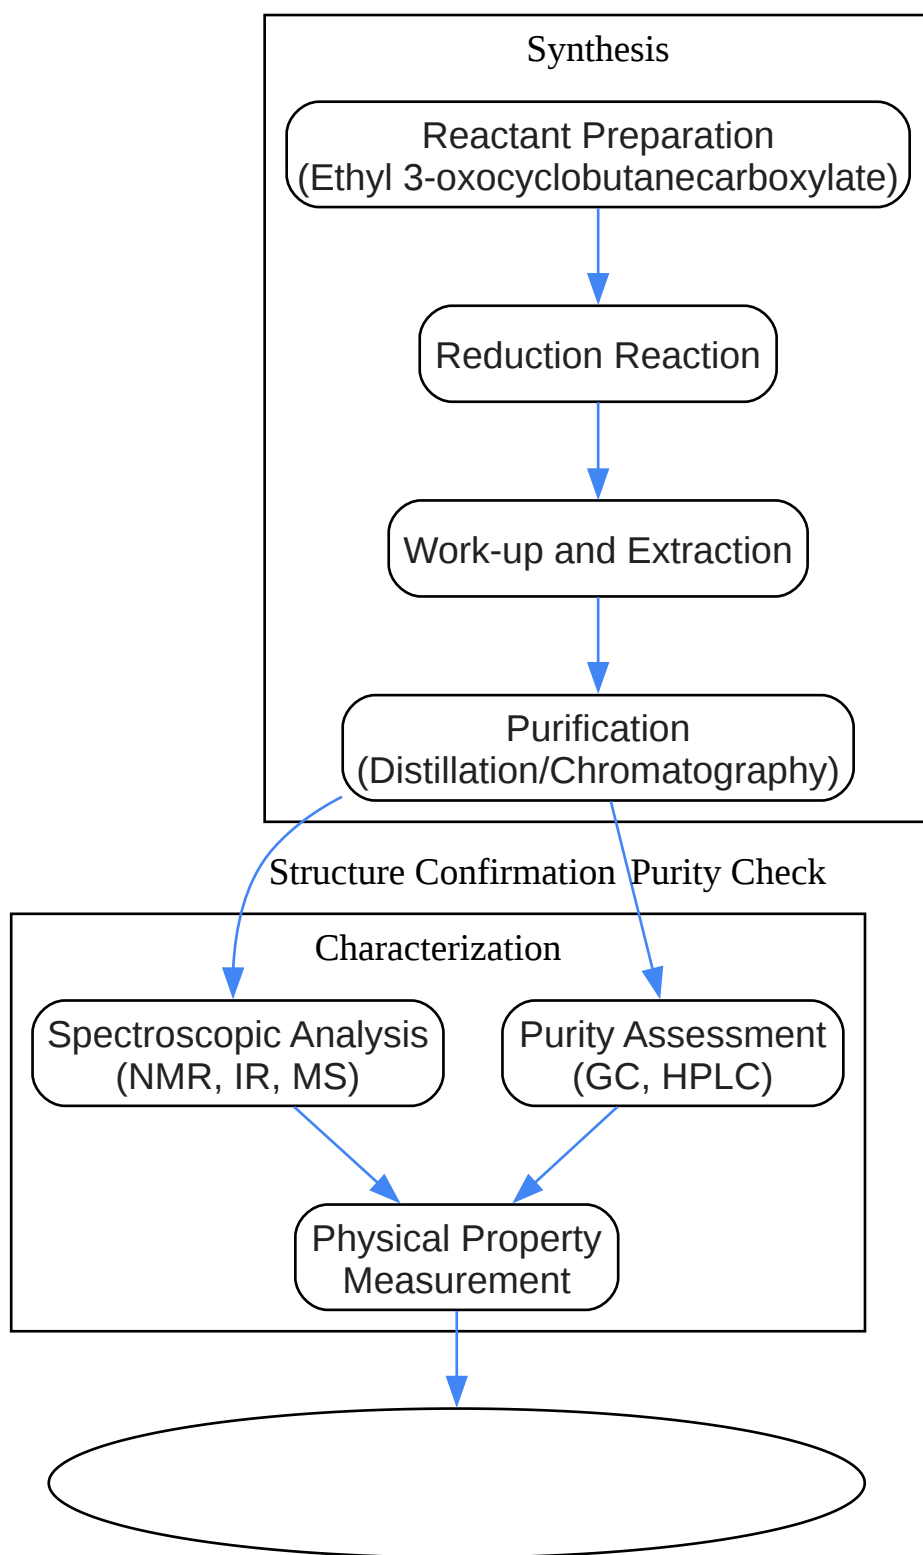 Synthesis
Reactant Preparation
(Ethyl 3-oxocyclobutanecarboxylate)
Reduction Reaction
Work-up and Extraction
Purification
(Distillation/Chromatography)
Structure Confirmation
Purity Check
Characterization
Spectroscopic Analysis
(NMR, IR, MS)
Purity Assessment
(GC, HPLC)
Physical Property
Measurement